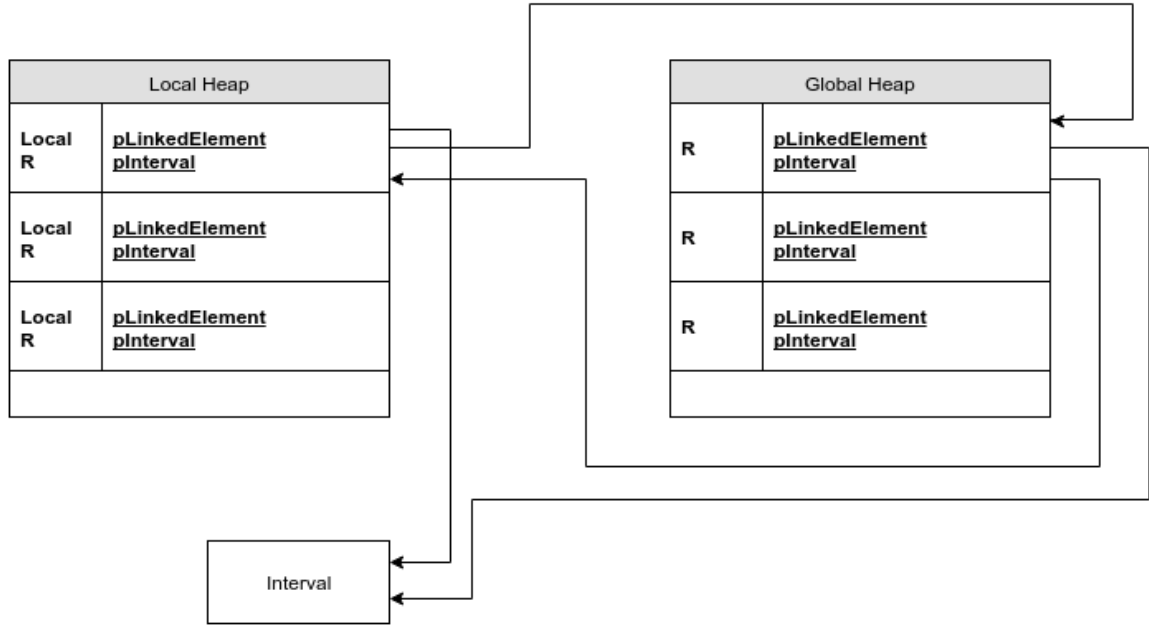 Local Heap
Local
R
pLinkedElement
pInterval
Local
R
pLinkedElement
pInterval
Local
R
pLinkedElement
pInterval
Global Heap
R
pLinkedElement
pInterval
R
pLinkedElement
pInterval
R
pLinkedElement
pInterval
Interval